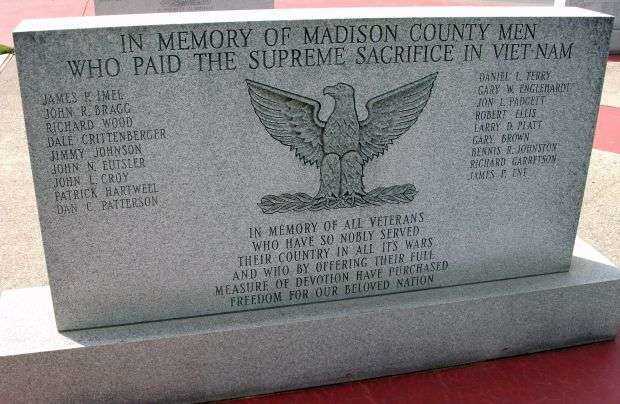 IN MEMORY OF MADISON COUNTY MEN
WHO PAID THE SUPREME SACRIFICE IN VIET-NAM
JAMES P. IMEL
JOHN R. BRAGG
RICHARD WOOD
DALE CRITTENBERGER
JIMMY JOHNSON
JOHN N. EUTSLER
JOHN L. CROY
PATRICK HARTWELL
DAN C. PATTERSON
DANIEL L. TERRY
GARY W. ENGLEHARDT
JON L. PADGETT
ROBERT ELLIS
LARRY D. PLATT
GARY BROWN
DENNIS R. JOHNSTON
RICHARD GARRETSON
JAMES P. ENT
IN MEMORY OF ALL VETERANS
WHO HAVE SO NOBLY SERVED
THEIR COUNTRY IN ALL ITS WARS
AND WHO BY OFFERING THEIR FULL
MEASURE OF DEVOTION HAVE PURCHASED
FREEDOM FOR OUR BELOVED NATION